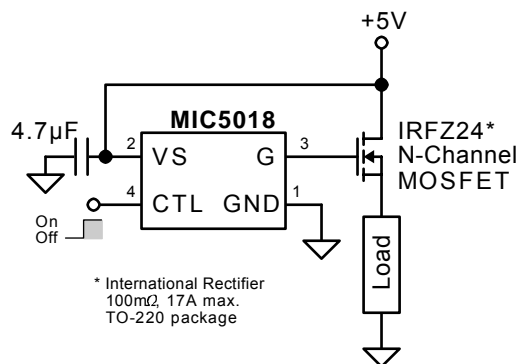 +5V
MIC5018
4.7µF
2
VS
G
3
IRFZ24*
N-Channel
MOSFET
4
CTL
GND
1
On
Off
Load
* International Rectifier
100mΩ, 17A max.
TO-220 package